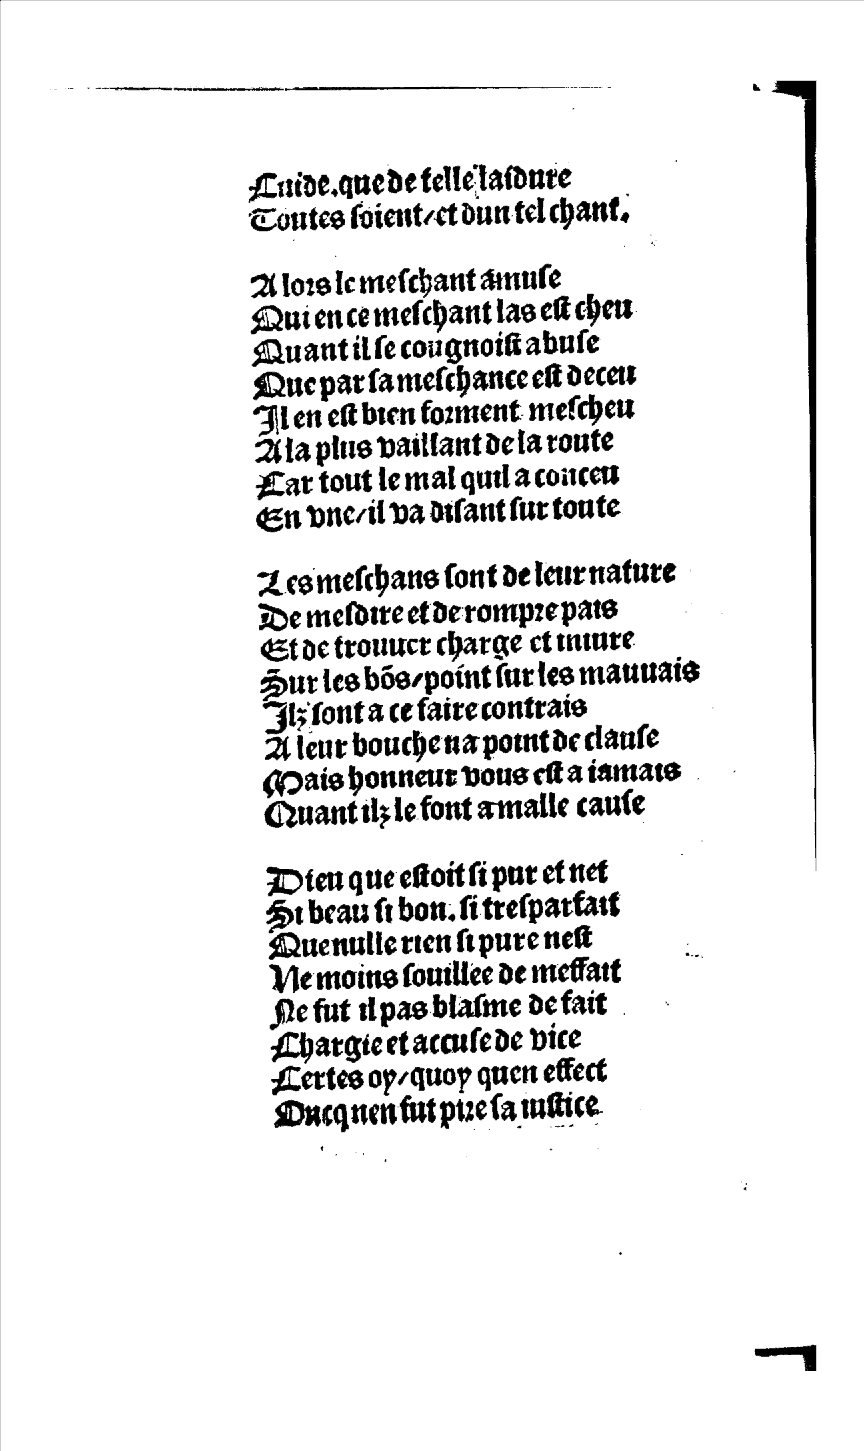 Cuide.que de telle laſdure
Toutes ſoient/et dun tel chant.

A lors le meſchant amuſe
Qui en ce meſchant las eſt cheu
Quant il ſe cougnoiſt abuſe
Que par ſa meſchance eſt deceu
Il en eſt bien forment meſcheu
A la plus vaillant de la route
Car tout le mal quil a conceu
En vne/il va diſant ſur toute

Les meſchans ſont de leur nature
De meſdire et de rompre pais
Et de trouuer charge et iniure
Sur les bõs/point ſur les mauuais
Ilz ſont a ce faire contrais
A leur bouche na point de clauſe
Mais honneur vous eſt a iamais
Quant ilz le font a malle cauſe

Dieu que eſtoit ſi pur et net
Si beau ſi bon. ſi treſparfait
Que nulle rien ſi pure neſt
Ne moins ſouillee de meffait
Ne fut il pas blaſme de fait
Chargie et accuſe de vice
Certes oy/quoy quen effect
Oncq nen fut pire ſa iuſtice